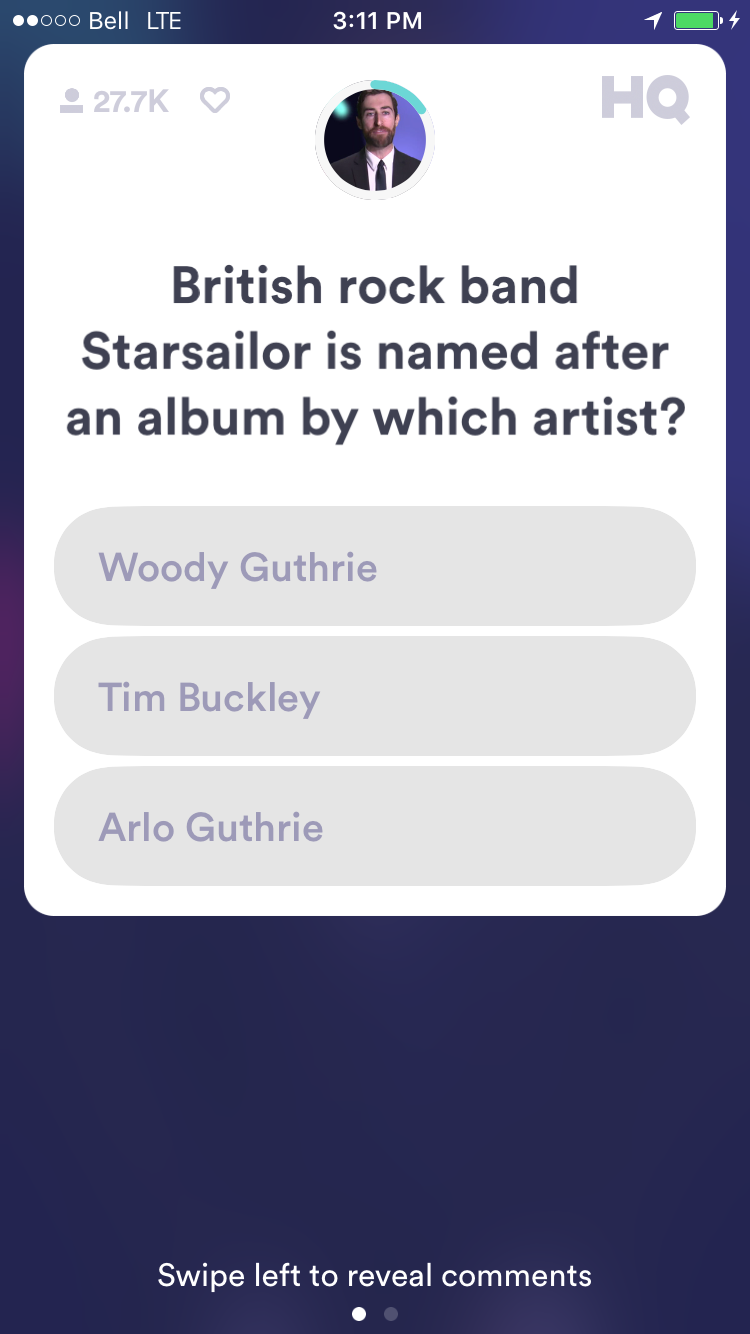 Bell LTE 3:11 PM
27.7K HQ
British rock band
Starsailor is named after
an album by which artist?
Woody Guthrie
Tim Buckley
Arlo Guthrie
Swipe left to reveal comments